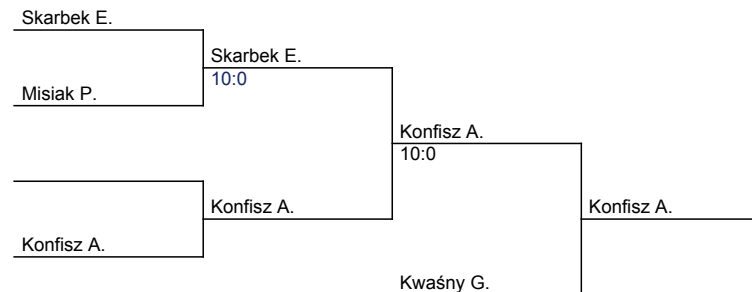 Skarbek E.
Skarbek E.
10:0
Misiak P.
Konfisz A.
10:0
Konfisz A.
Konfisz A.
Konfisz A.
Kwaśny G.